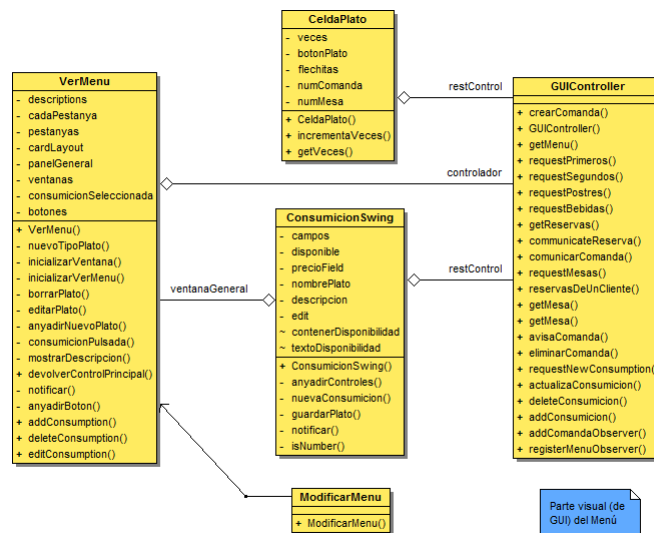 CeldaPlato
- veces
- botonPlato
- flechitas
- numComanda
- numMesa
+ CeldaPlato()
+ incrementaVeces()
+ getVeces()
restControl
VerMenu
- descriptions
- cadaPestanya
- pestanyas
- cardLayout
- panelGeneral
- ventanas
- consumicionSeleccionada
- botones
+ VerMenu()
- nuevoTipoPlato()
- inicializarVentana()
- inicializarVerMenu()
- borrarPlato()
- editarPlato()
- anyadirNuevoPlato()
- consumicionPulsada()
- mostrarDescripcion()
+ devolverControlPrincipal()
- notificar()
- anyadirBoton()
+ addConsumption()
+ deleteConsumption()
+ editConsumption()
controlador
ventanaGeneral
ConsumicionSwing
- campos
- disponible
- precioField
- nombrePlato
- descripcion
- edit
~ contenerDisponibilidad
~ textoDisponibilidad
+ ConsumicionSwing()
- anyadirControles()
- nuevaConsumicion()
- guardarPlato()
- notificar()
- isNumber()
restControl
GUIController
+ crearComanda()
+ GUIController()
+ getMenu()
+ requestPrimeros()
+ requestSegundos()
+ requestPostres()
+ requestBebidas()
+ getReservas()
+ communicateReserva()
+ comunicarComanda()
+ requestMesas()
+ reservasDeUnCliente()
+ getMesa()
+ getMesa()
+ avisaComanda()
+ eliminarComanda()
+ requestNewConsumption()
+ actualizaConsumicion()
+ deleteConsumicion()
+ addConsumicion()
+ addComandaObserver()
+ registerMenuObserver()
ModificarMenu
+ ModificarMenu()
Parte visual (de
GUI) del Menú